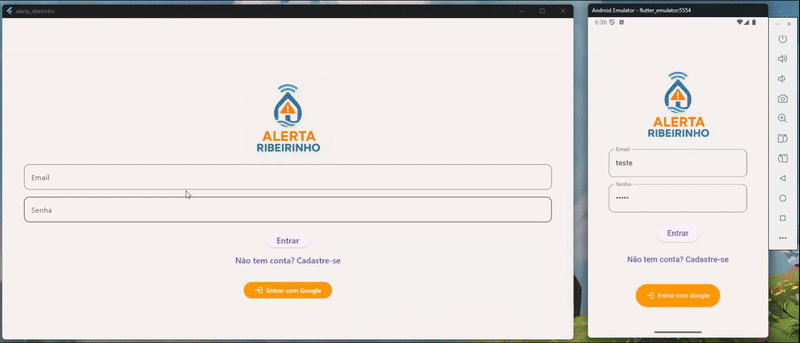 alerta_ribeirinho
ALERTA
RIBEIRINHO
Email
Senha
Entrar
Não tem conta? Cadastre-se
Entrar com Google
Android Emulator - flutter_emulator:5554
6:36
ALERTA
RIBEIRINHO
Email
teste
Senha
•••••
Entrar
Não tem conta? Cadastre-se
Entrar com Google